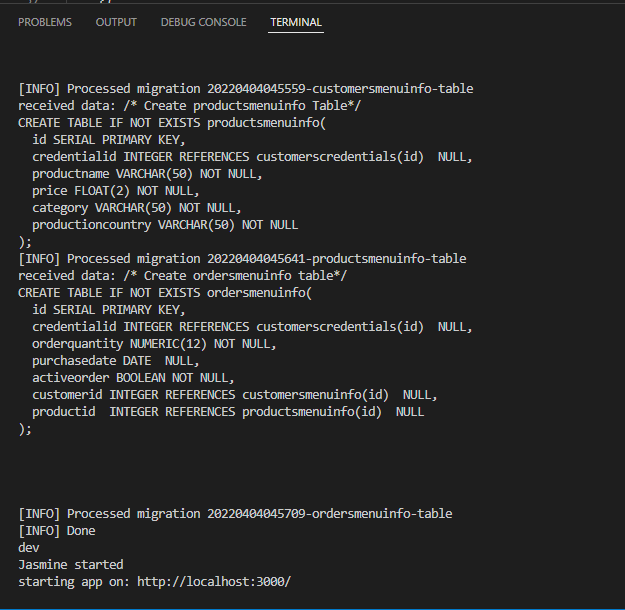 PROBLEMS OUTPUT DEBUG CONSOLE TERMINAL
[INFO] Processed migration 20220404045559-customersmenuinfo-table
received data: /* Create productsmenuinfo Table*/
CREATE TABLE IF NOT EXISTS productsmenuinfo(
  id SERIAL PRIMARY KEY,
  credentialid INTEGER REFERENCES customerscredentials(id)  NULL,
  productname VARCHAR(50) NOT NULL,
  price FLOAT(2) NOT NULL,
  category VARCHAR(50) NOT NULL,
  productioncountry VARCHAR(50) NOT NULL
);
[INFO] Processed migration 20220404045641-productsmenuinfo-table
received data: /* Create ordersmenuinfo table*/
CREATE TABLE IF NOT EXISTS ordersmenuinfo(
  id SERIAL PRIMARY KEY,
  credentialid INTEGER REFERENCES customerscredentials(id)  NULL,
  orderquantity NUMERIC(12) NOT NULL,
  purchasedate DATE  NULL,
  activeorder BOOLEAN NOT NULL,
  customerid INTEGER REFERENCES customersmenuinfo(id)  NULL,
  productid  INTEGER REFERENCES productsmenuinfo(id)  NULL
);
[INFO] Processed migration 20220404045709-ordersmenuinfo-table
[INFO] Done
dev
Jasmine started
starting app on: http://localhost:3000/